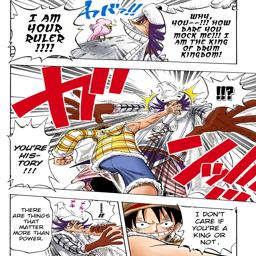 WHY,
YOU--!!! HOW
DARE YOU
MOCK ME!!! I
AM THE KING
OF DRUM
KINGDOM!
I AM
YOUR
RULER
!!!!
!!?
YOU'RE
HIS-
TORY
!!!
I DON'T
CARE IF
YOU'RE
A KING
OR NOT.
THERE ARE
THINGS
THAT
MATTER
MORE THAN
POWER.